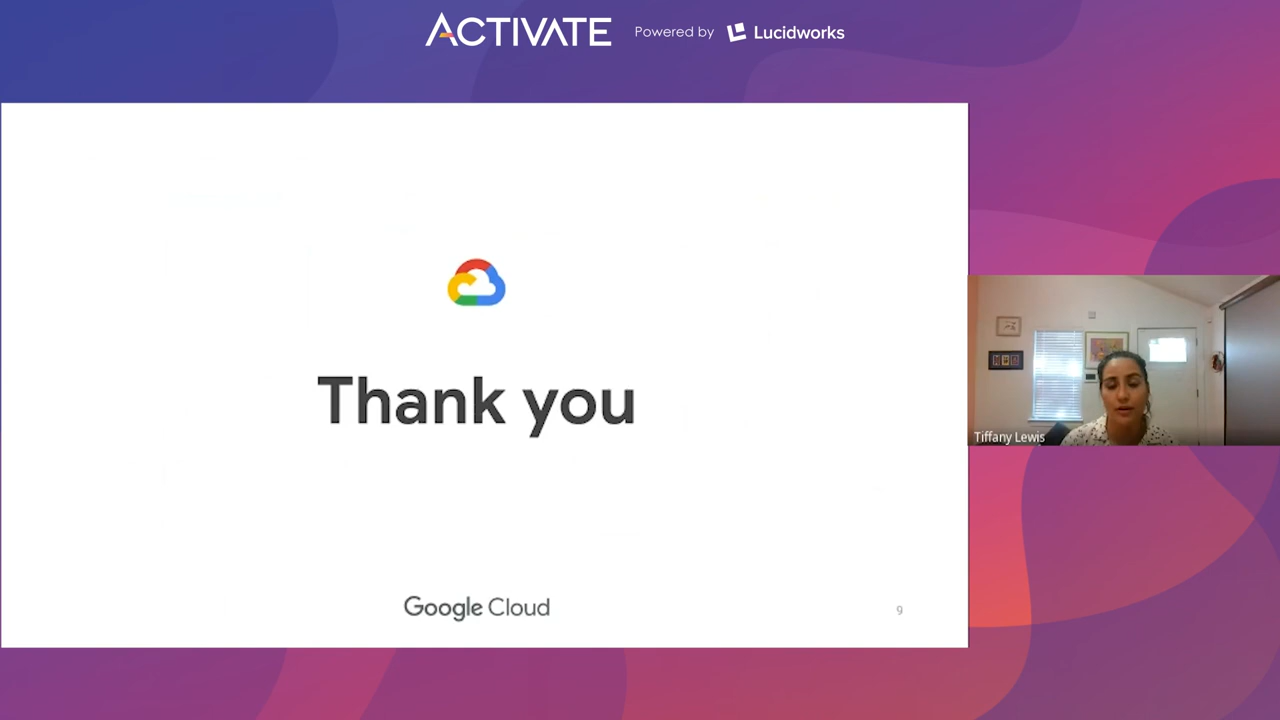 ACTIVATE Powered by Lucidworks
Thank you
Tiffany Lewis
Google Cloud
9